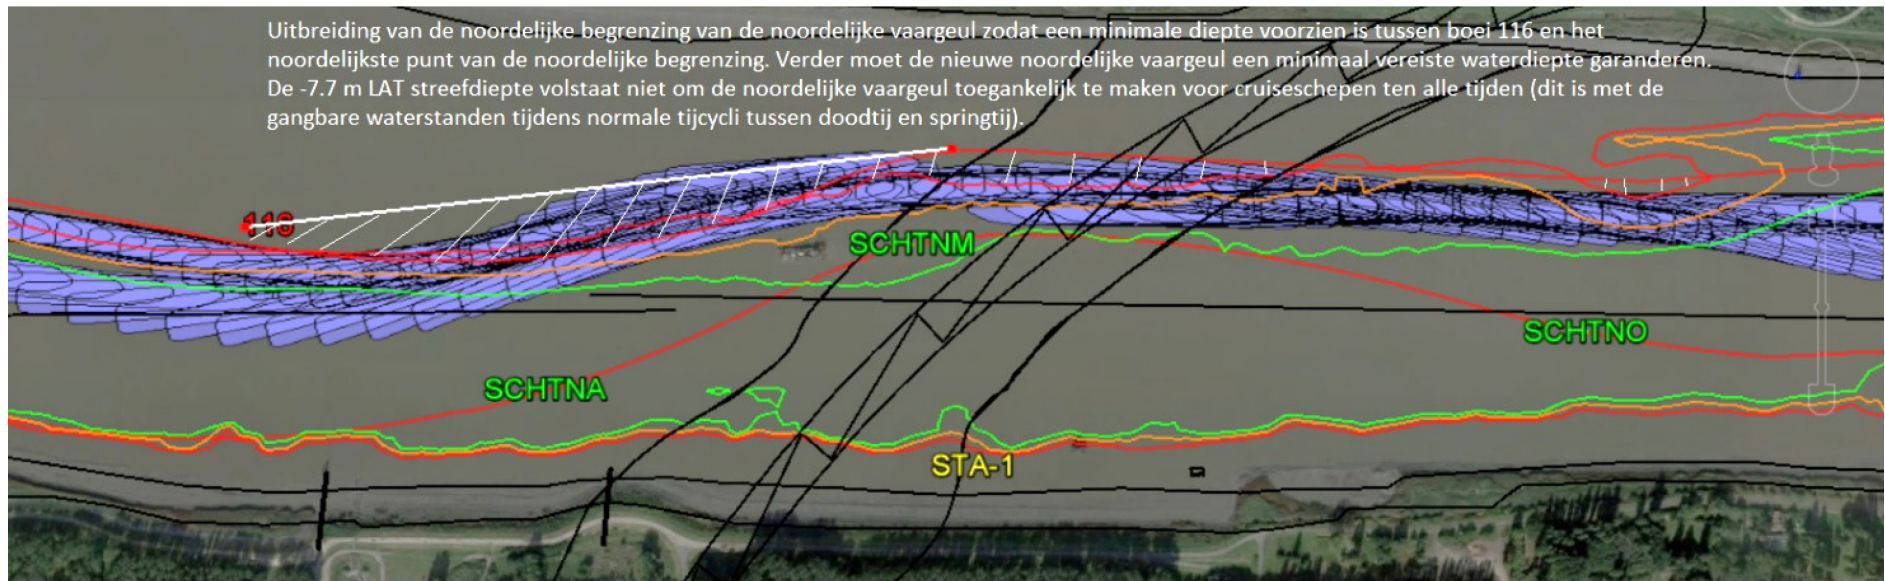 Uitbreiding van de noordelijke begrenzing van de noordelijke vaargeul zodat een minimale diepte voorzien is tussen boei 116 en het
noordelijkste punt van de noordelijke begrenzing. Verder moet de nieuwe noordelijke vaargeul een minimaal vereiste waterdiepte garanderen.
De -7.7 m LAT streefdiepte volstaat niet om de noordelijke vaargeul toegankelijk te maken voor cruiseschepen ten alle tijden (dit is met de
gangbare waterstanden tijdens normale tijcycli tussen doodtij en springtij).
116
SCHTNM
SCHTNO
SCHTNA
STA-1